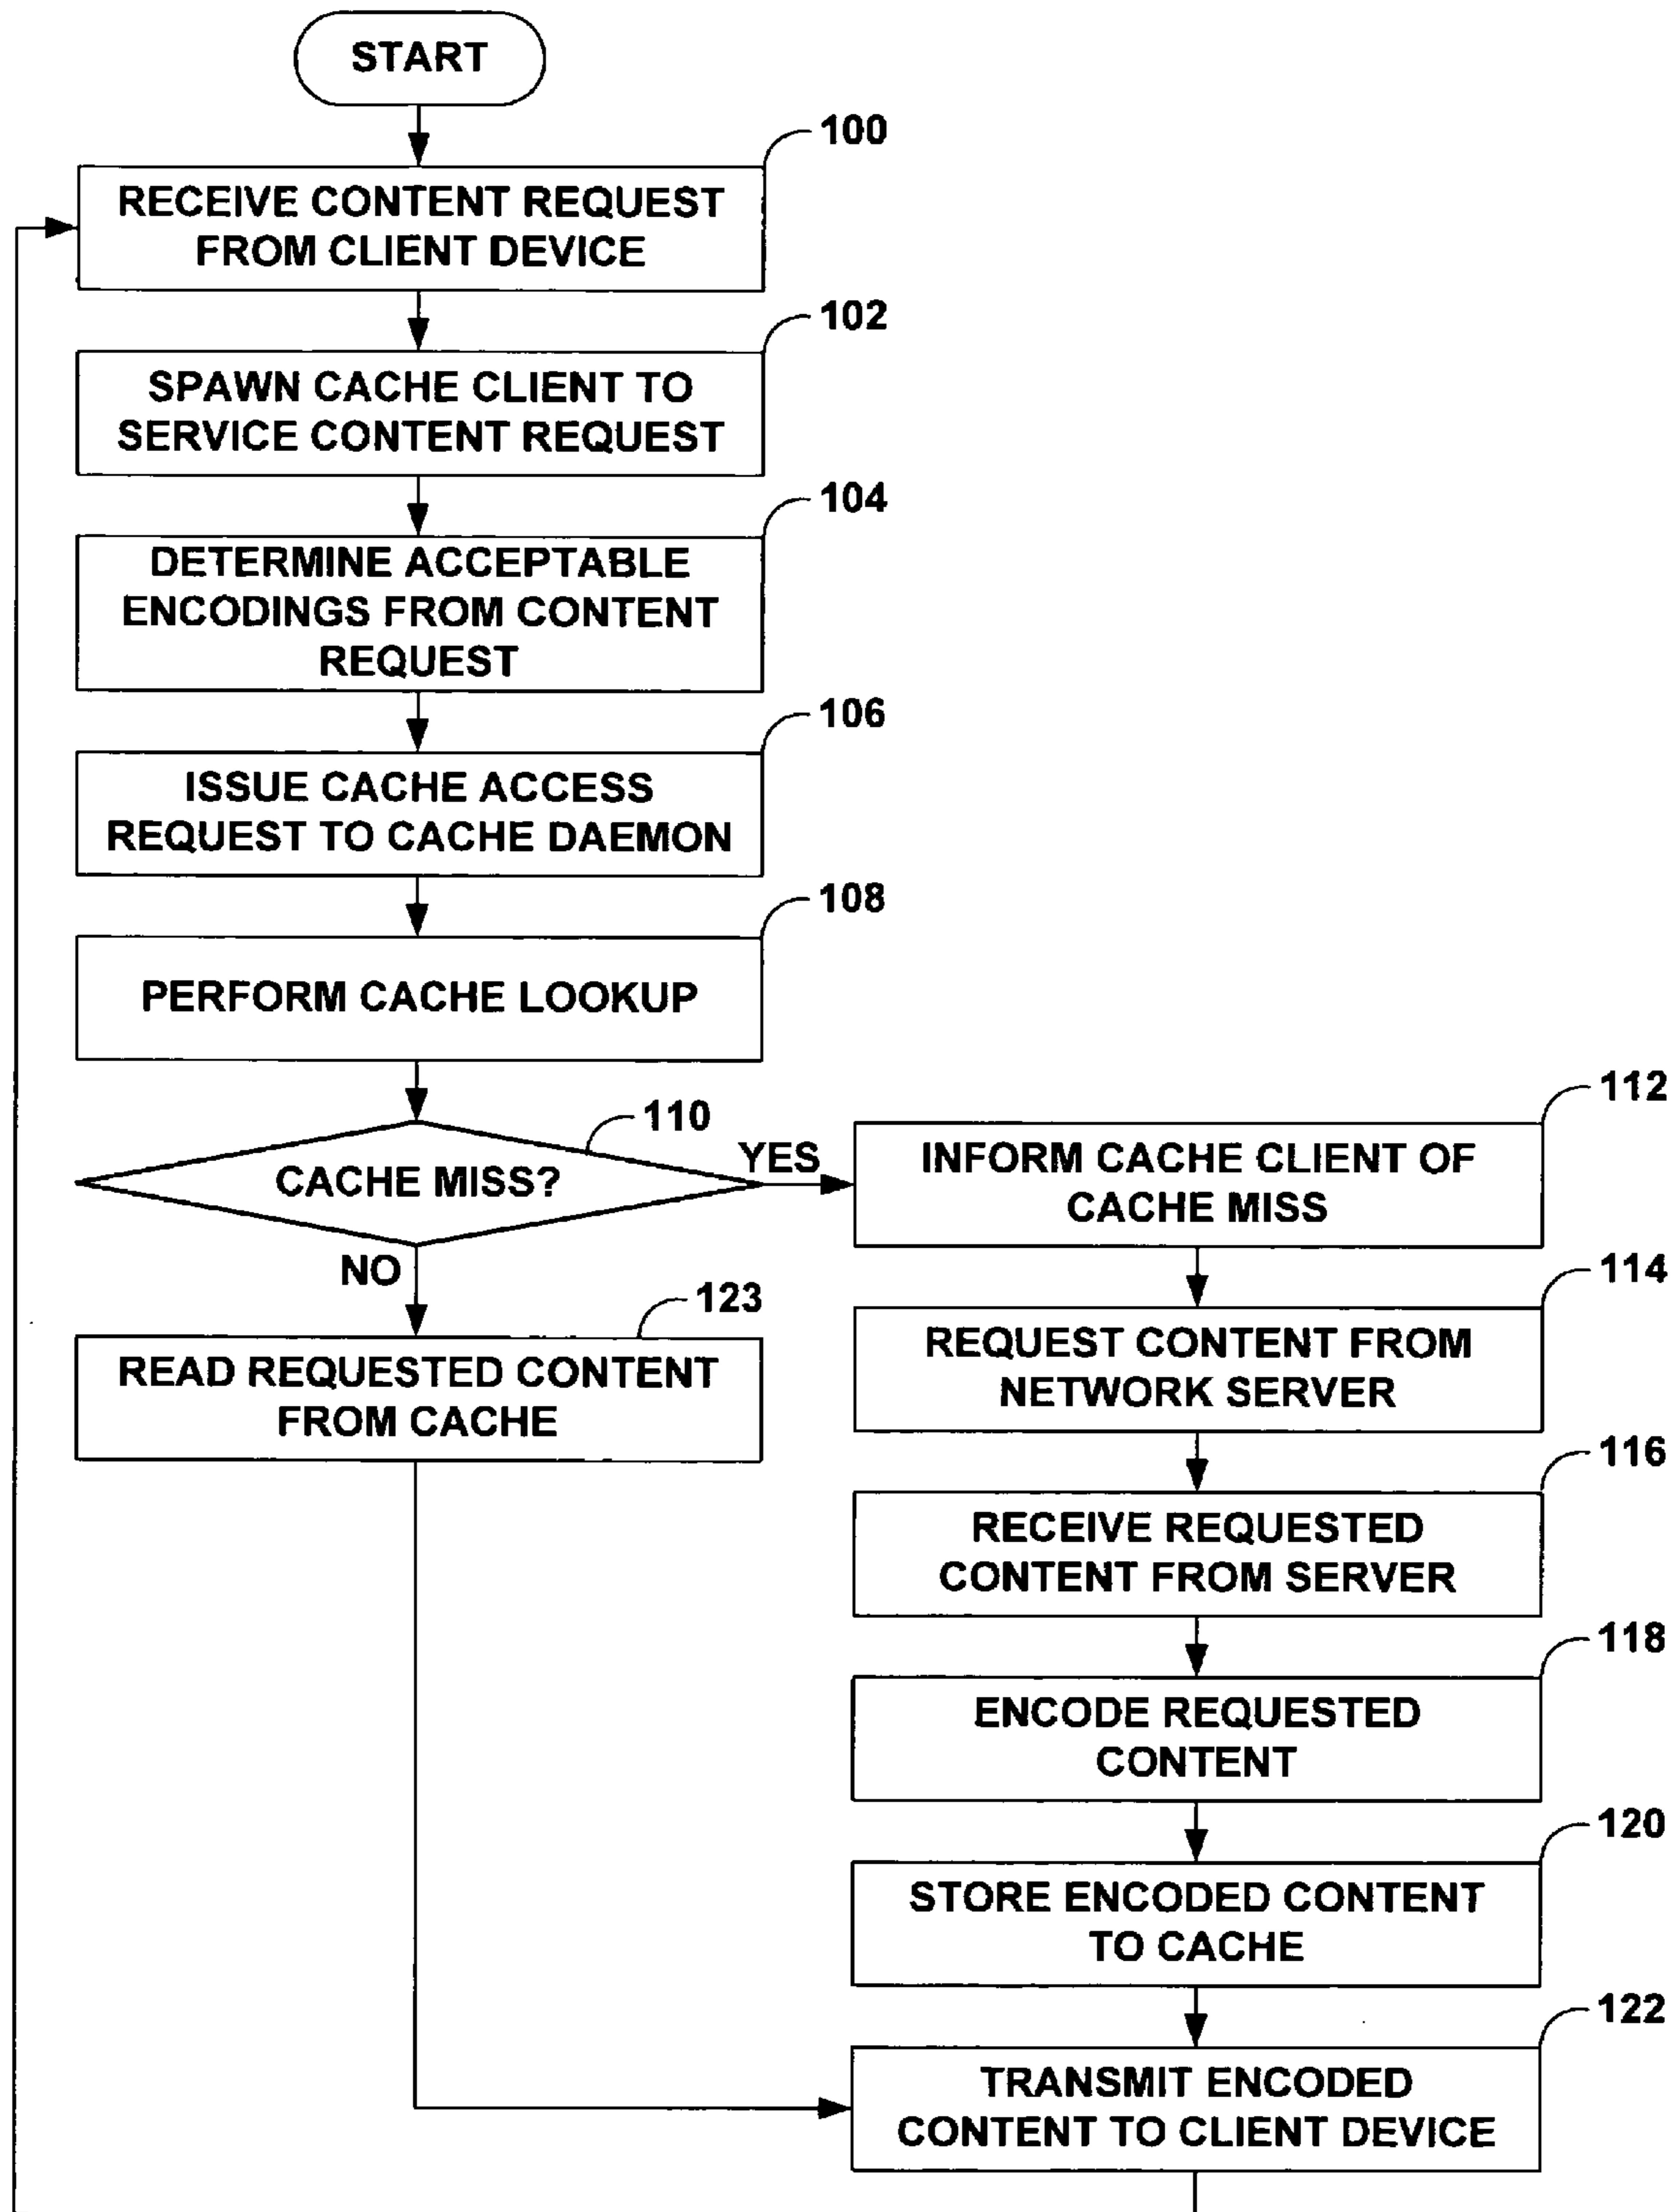 START
100
RECEIVE CONTENT REQUEST
FROM CLIENT DEVICE
102
SPAWN CACHE CLIENT TO
SERVICE CONTENT REQUEST
104
DETERMINE ACCEPTABLE
ENCODINGS FROM CONTENT
REQUEST
106
ISSUE CACHE ACCESS
REQUEST TO CACHE DAEMON
108
PERFORM CACHE LOOKUP
110
CACHE MISS?
YES
NO
112
INFORM CACHE CLIENT OF
CACHE MISS
114
REQUEST CONTENT FROM
NETWORK SERVER
123
READ REQUESTED CONTENT
FROM CACHE
116
RECEIVE REQUESTED
CONTENT FROM SERVER
118
ENCODE REQUESTED
CONTENT
120
STORE ENCODED CONTENT
TO CACHE
122
TRANSMIT ENCODED
CONTENT TO CLIENT DEVICE